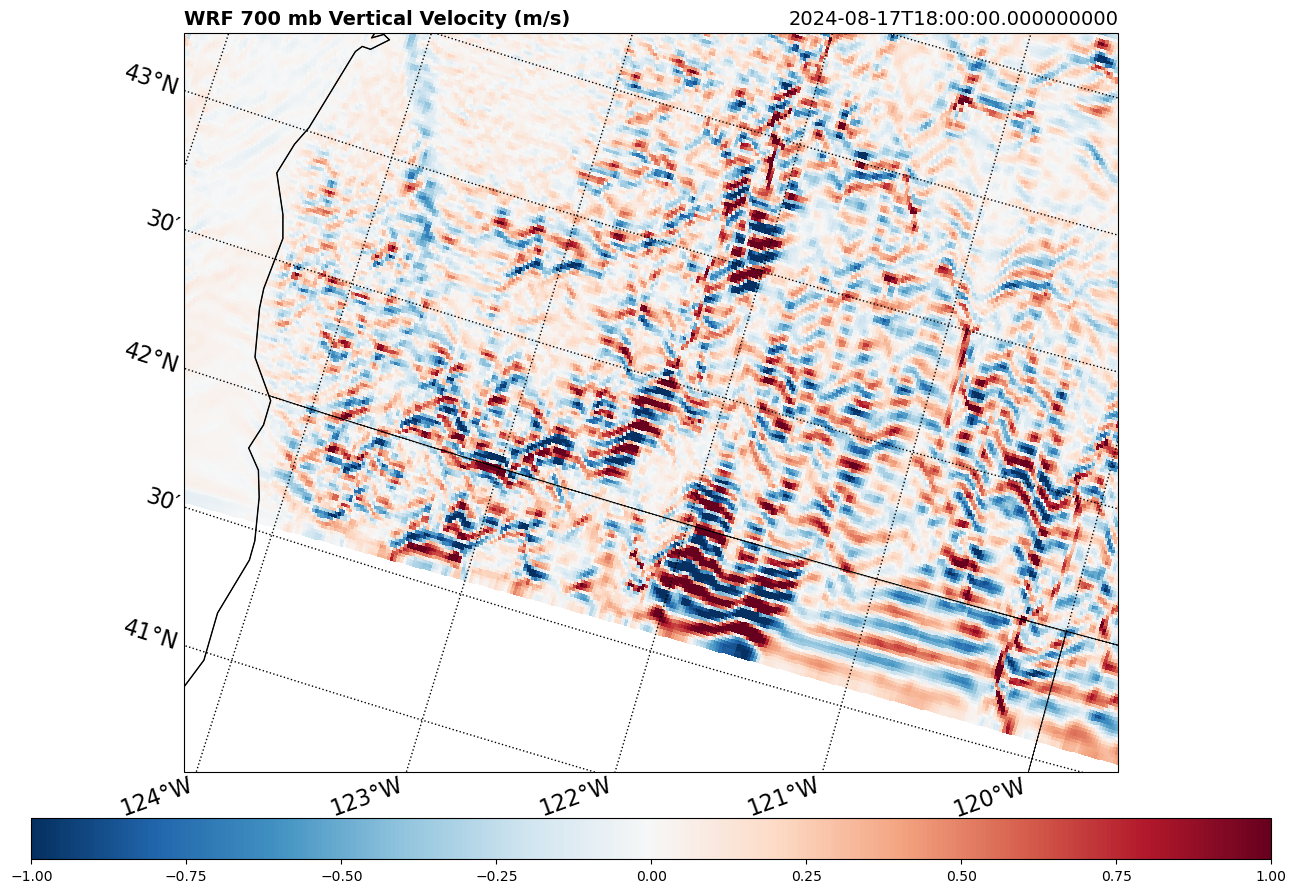 WRF 700 mb Vertical Velocity (m/s)
2024-08-17T18:00:00.000000000
43°N
30′
42°N
30′
41°N
124°W
123°W
122°W
121°W
120°W
−1.00
−0.75
−0.50
−0.25
0.00
0.25
0.50
0.75
1.00